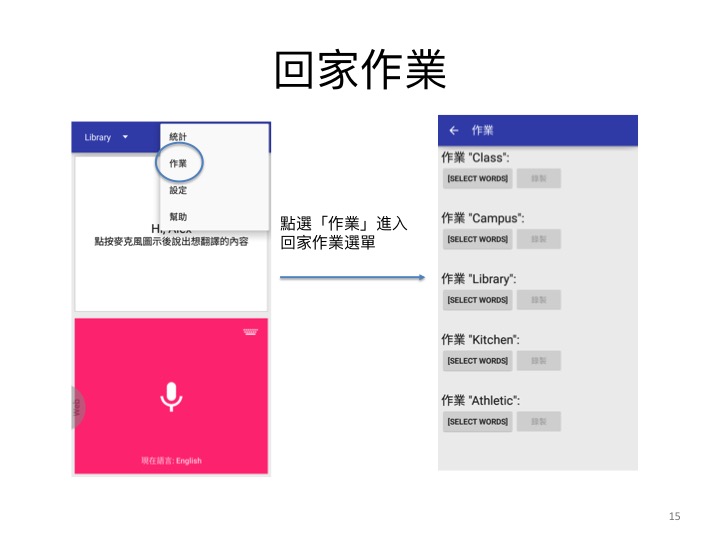 回家作業
Library
統計
作業
設定
幫助
Hi, Alex
點按麥克風圖示後說出想翻譯的內容
Web
現在語言: English
點選「作業」進入
回家作業選單
作業
作業 "Class":
[SELECT WORDS] 錄製
作業 "Campus":
[SELECT WORDS] 錄製
作業 "Library":
[SELECT WORDS] 錄製
作業 "Kitchen":
[SELECT WORDS] 錄製
作業 "Athletic":
[SELECT WORDS] 錄製
15